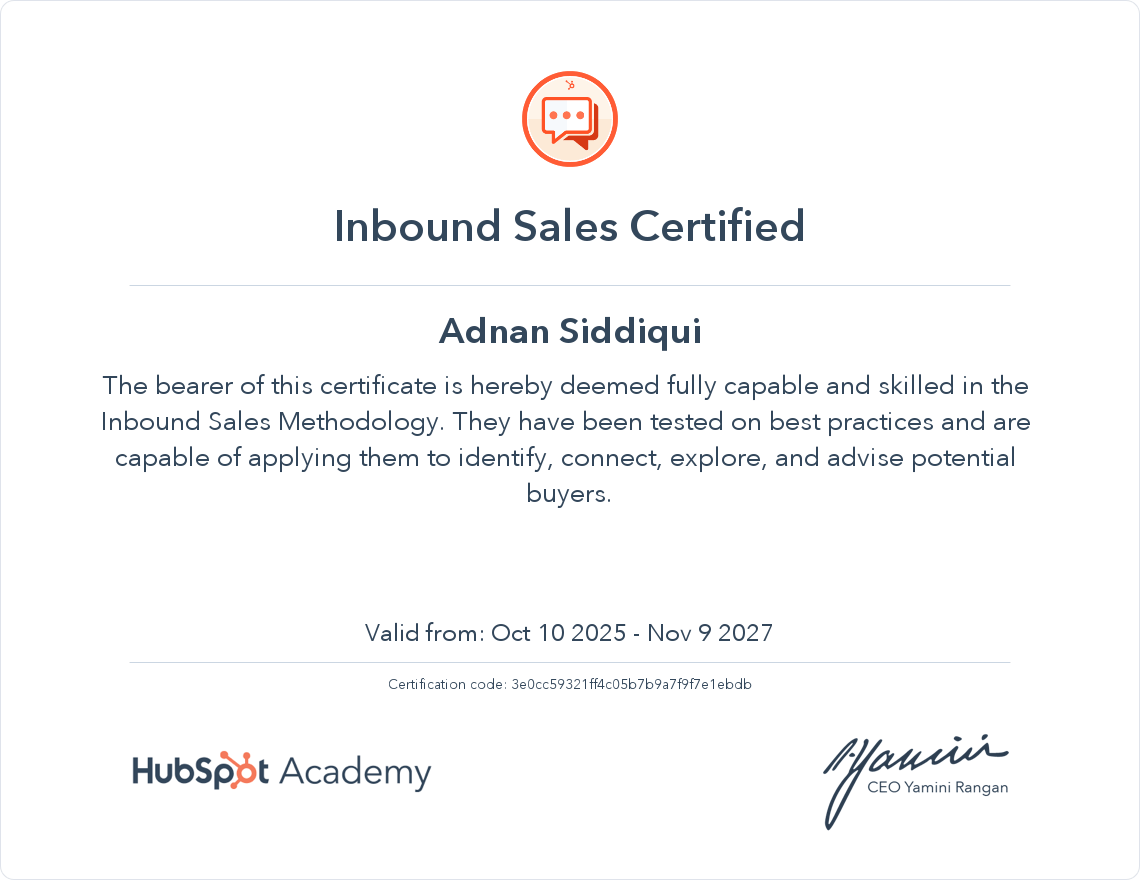 Inbound Sales Certified
Adnan Siddiqui
The bearer of this certificate is hereby deemed fully capable and skilled in the
Inbound Sales Methodology. They have been tested on best practices and are
capable of applying them to identify, connect, explore, and advise potential
buyers.
Valid from: Oct 10 2025 - Nov 9 2027
Certification code: 3e0cc59321ff4c05b7b9a7f9f7e1ebdb
HubSpot Academy
CEO Yamini Rangan